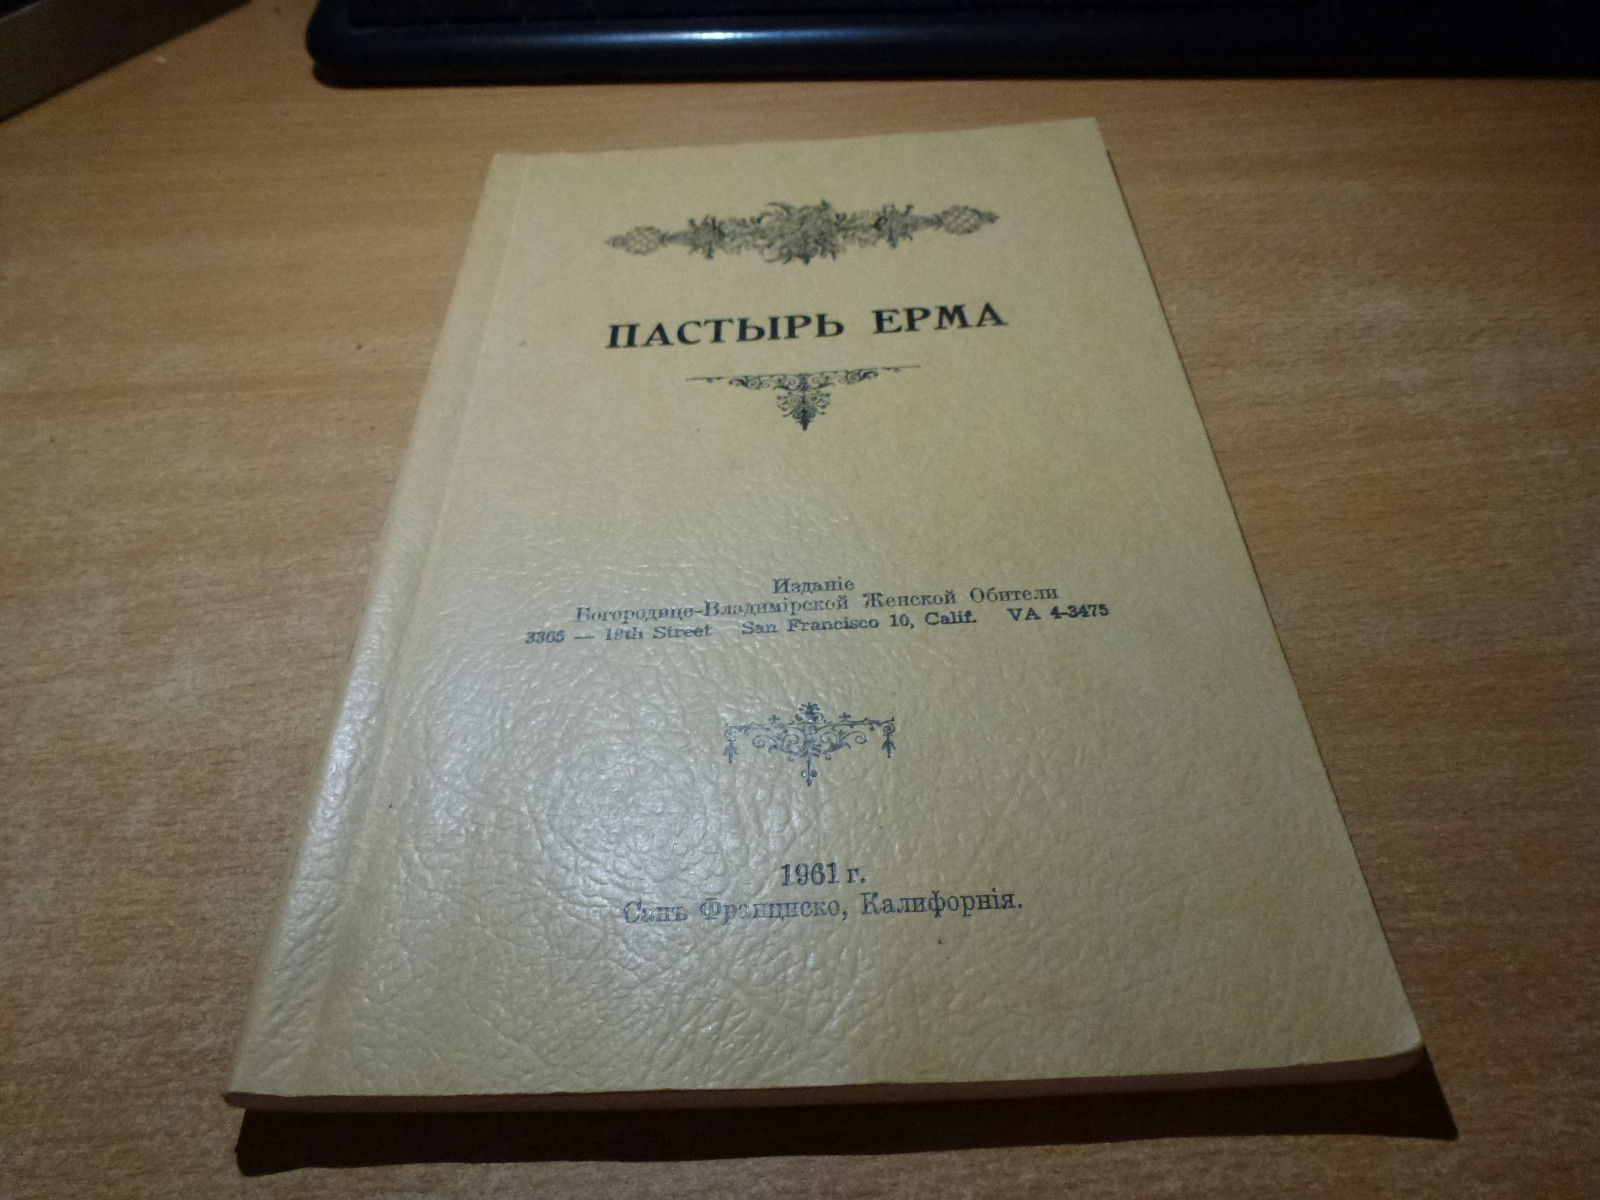 ПАСТЫРЬ ЕРМА
Изданіе
Богородице-Владимірской Женской Обители
3365 — 19th Street San Francisco 10, Calif. VA 4-3475
1961 г.
Санъ Франциско, Калифорнія.